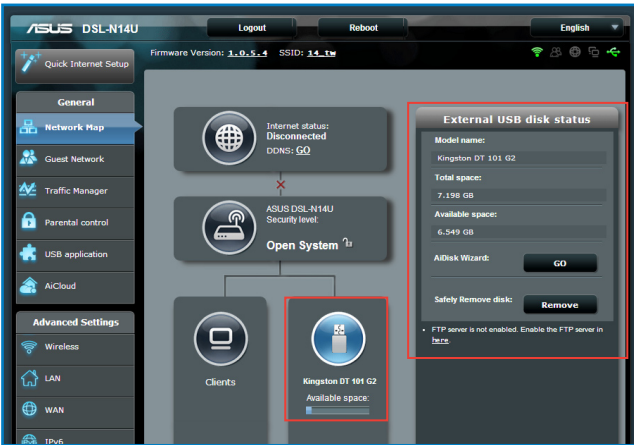 ASUS DSL-N14U
Logout
Reboot
English
Quick Internet Setup
Firmware Version: 1.0.5.4 SSID: 14_tw
General
Network Map
Guest Network
Traffic Manager
Parental control
USB application
AiCloud
Advanced Settings
Wireless
LAN
WAN
IPv6
Internet status:
Disconnected
DDNS: GO
ASUS DSL-N14U
Security level:
Open System
Clients
Kingston DT 101 G2
Available space:
External USB disk status
Model name:
Kingston DT 101 G2
Total space:
7.198 GB
Available space:
6.549 GB
AiDisk Wizard:
GO
Safely Remove disk:
Remove
• FTP server is not enabled. Enable the FTP server in
here.